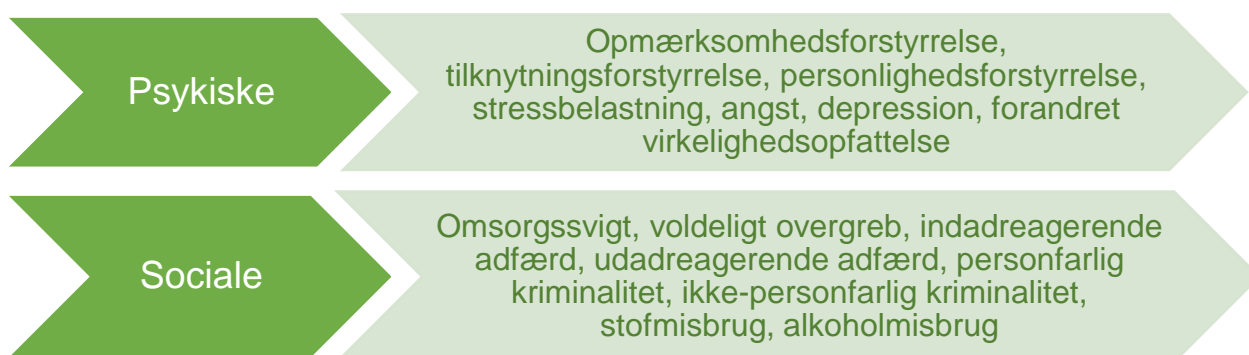 Psykiske
Opmærksomhedsforstyrrelse,
tilknytningsforstyrrelse, personlighedsforstyrrelse,
stressbelastning, angst, depression, forandret
virkelighedsopfattelse
Sociale
Omsorgssvigt, voldeligt overgreb, indadreagerende
adfærd, udadreagerende adfærd, personfarlig
kriminalitet, ikke-personfarlig kriminalitet,
stofmisbrug, alkoholmisbrug